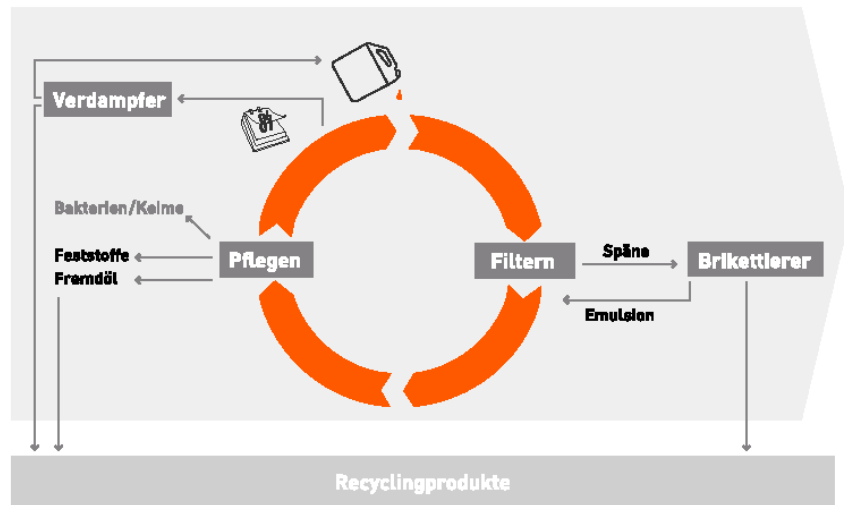 Verdampfer
Bakterien/Keime
Feststoffe
Fremdöl
Pflegen
Filtern
Späne
Brikettierer
Emulsion
Recyclingprodukte